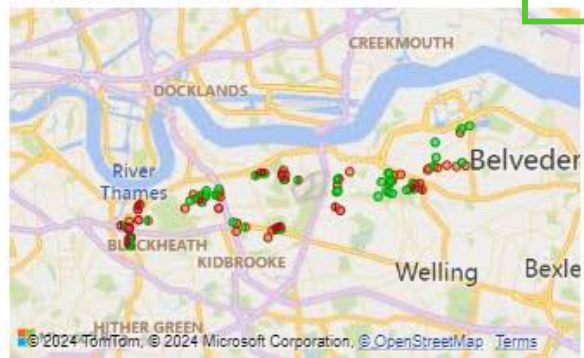 CREEKMOUTH
DOCKLANDS
Belveder
River
Thames
BLACKHEATH
KIDBROOKE
Welling
Bexle
HITHER GREEN
© 2024 TomTom, © 2024 Microsoft Corporation, © OpenStreetMap Terms